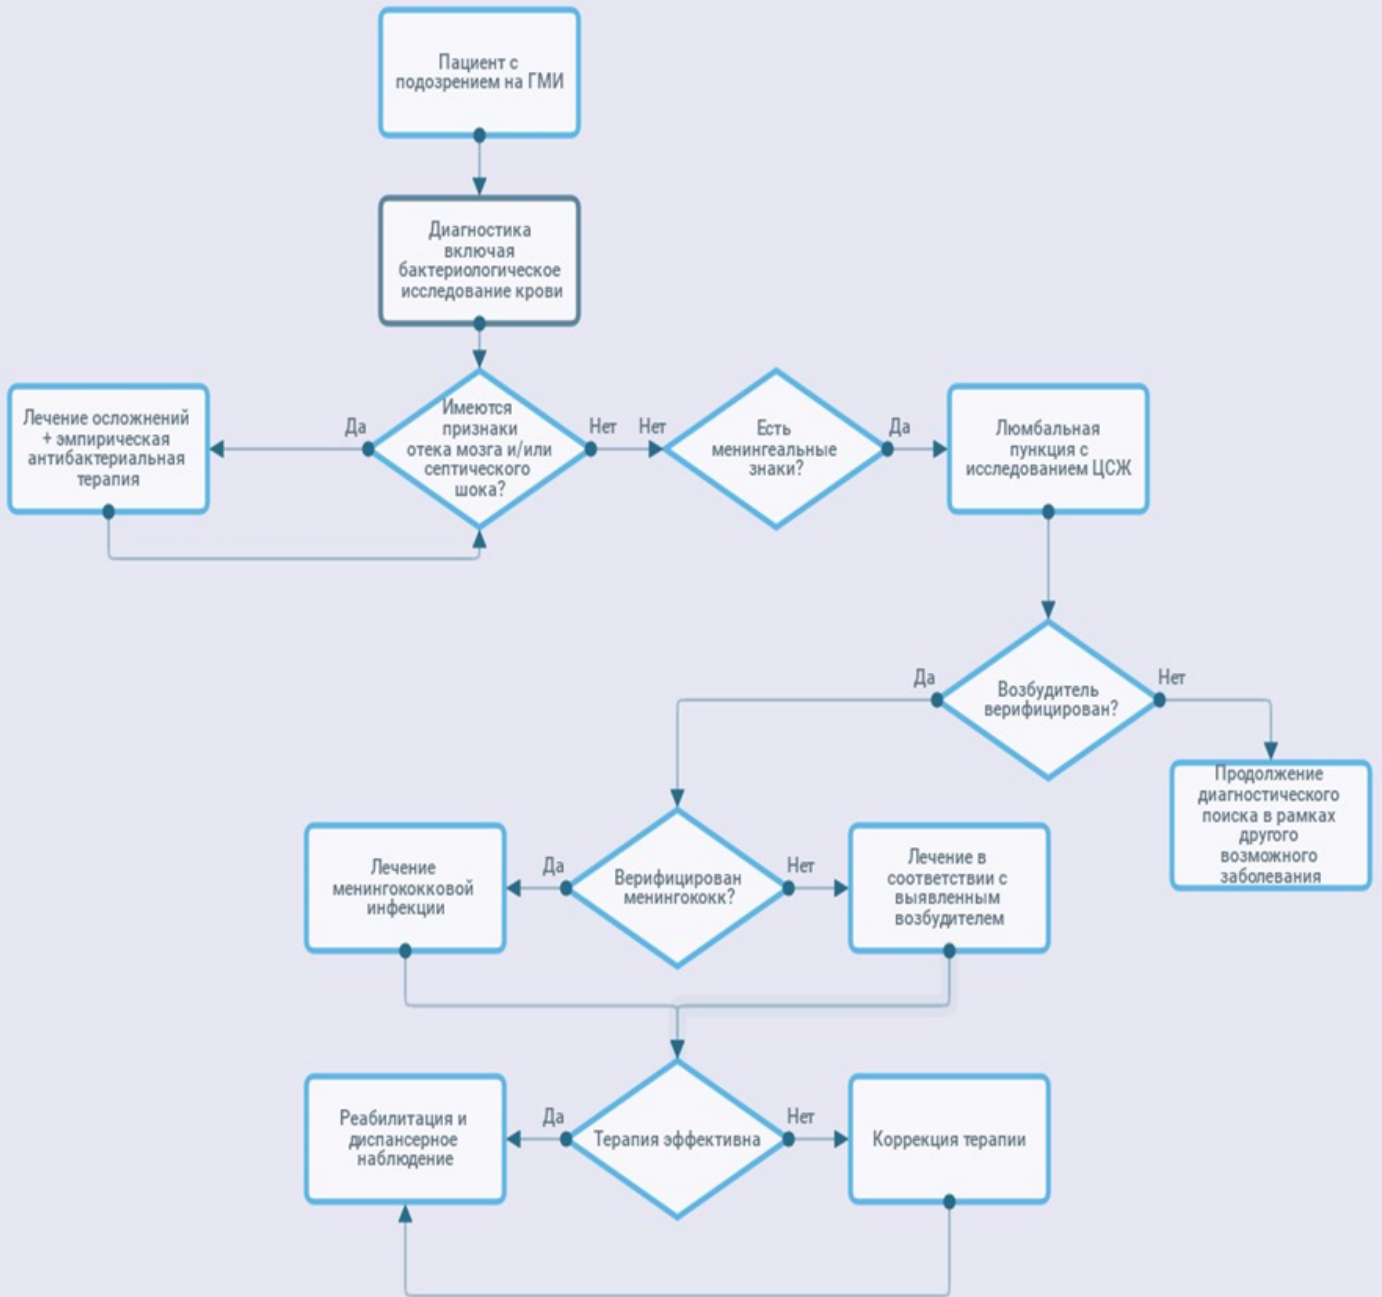 Пациент с
подозрением на ГМИ
Диагностика
включая
бактериологическое
исследование крови
Лечение осложнений
+ эмпирическая
антибактериальная
терапия
Да
Имеются
признаки
отека мозга и/или
септического
шока?
Нет
Нет
Есть
менингеальные
знаки?
Да
Люмбальная
пункция с
исследованием ЦСЖ
Да
Возбудитель
верифицирован?
Нет
Продолжение
диагностического
поиска в рамках
другого
возможного
заболевания
Лечение
менингококковой
инфекции
Да
Верифицирован
менингококк?
Нет
Лечение в
соответствии с
выявленным
возбудителем
Реабилитация и
диспансерное
наблюдение
Да
Терапия эффективна
Нет
Коррекция терапии